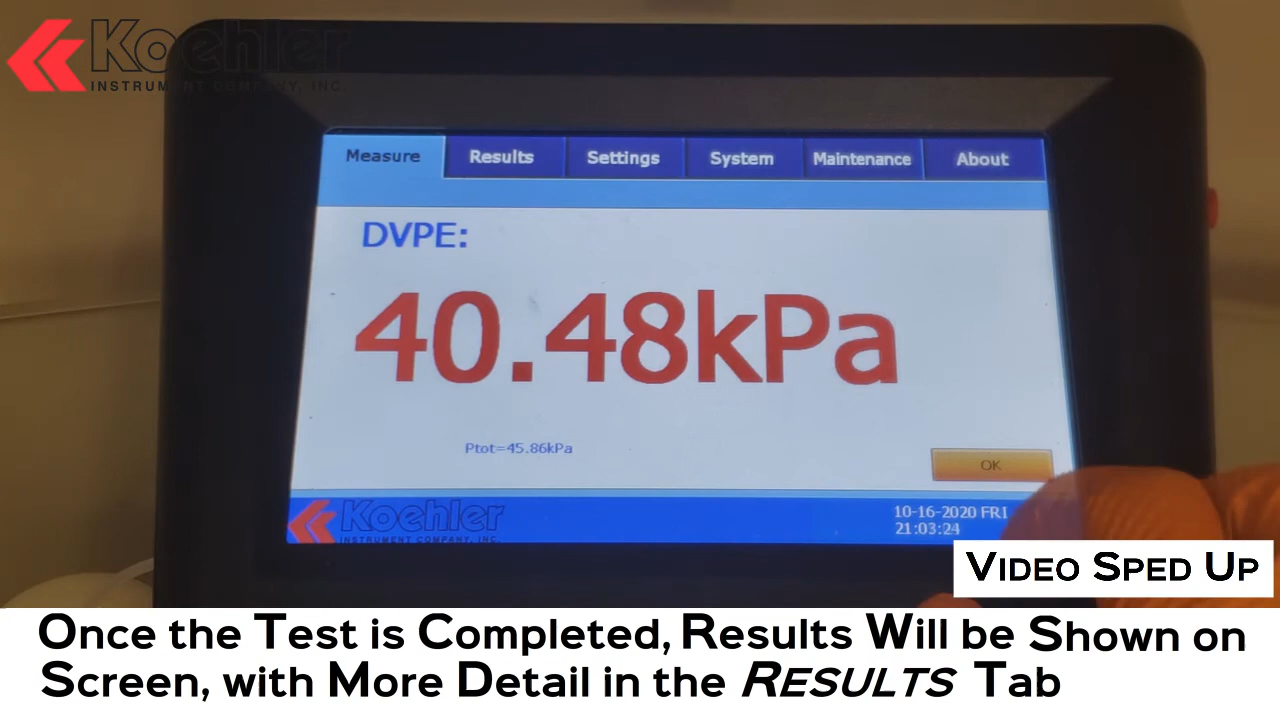 Koehler
INSTRUMENT COMPANY, INC.
Measure Results Settings System Maintenance About
DVPE:
40.48kPa
Ptot=45.86kPa
OK
Koehler
INSTRUMENT COMPANY, INC.
10-16-2020 FRI
21:03:24
VIDEO SPED UP
Once the Test is Completed, Results Will be Shown on
Screen, with More Detail in the RESULTS Tab